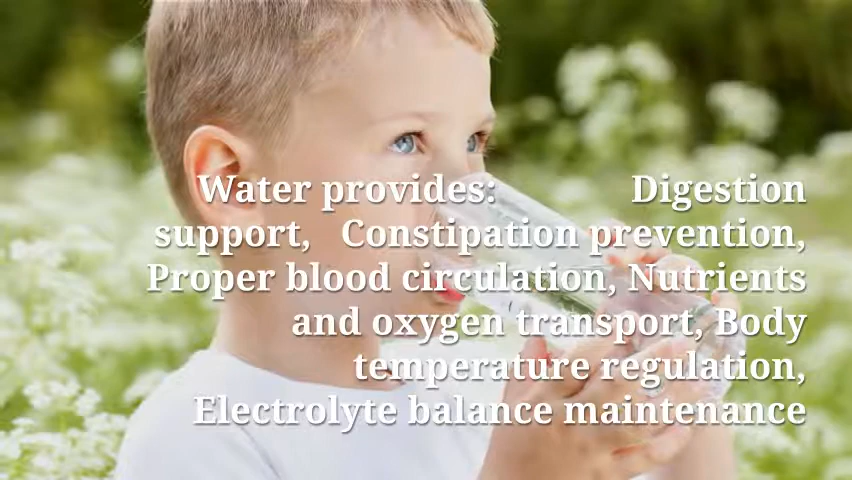 Water provides: Digestion
support, Constipation prevention,
Proper blood circulation, Nutrients
and oxygen transport, Body
temperature regulation,
Electrolyte balance maintenance